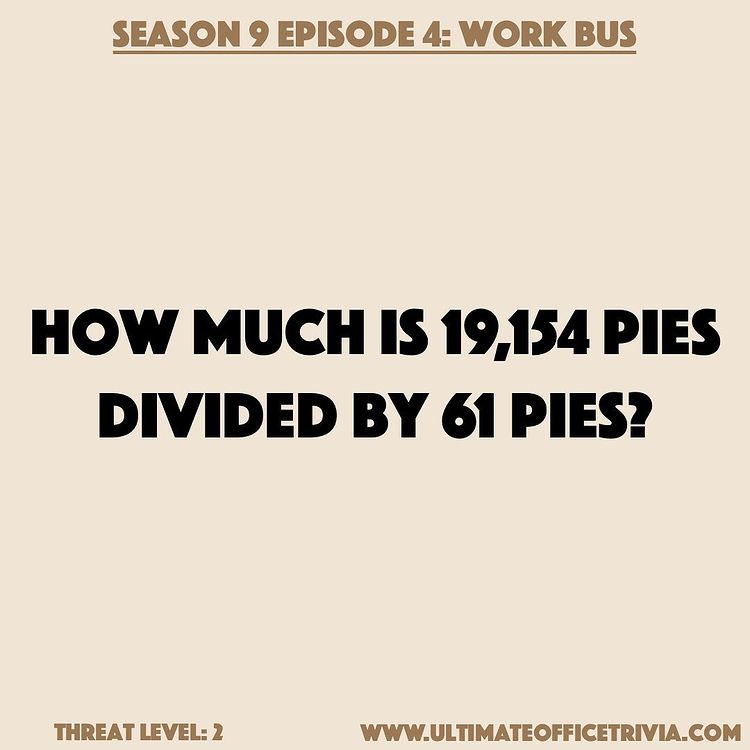 SEASON 9 EPISODE 4: WORK BUS
HOW MUCH IS 19,154 PIES
DIVIDED BY 61 PIES?
THREAT LEVEL: 2
WWW.ULTIMATEOFFICETRIVIA.COM